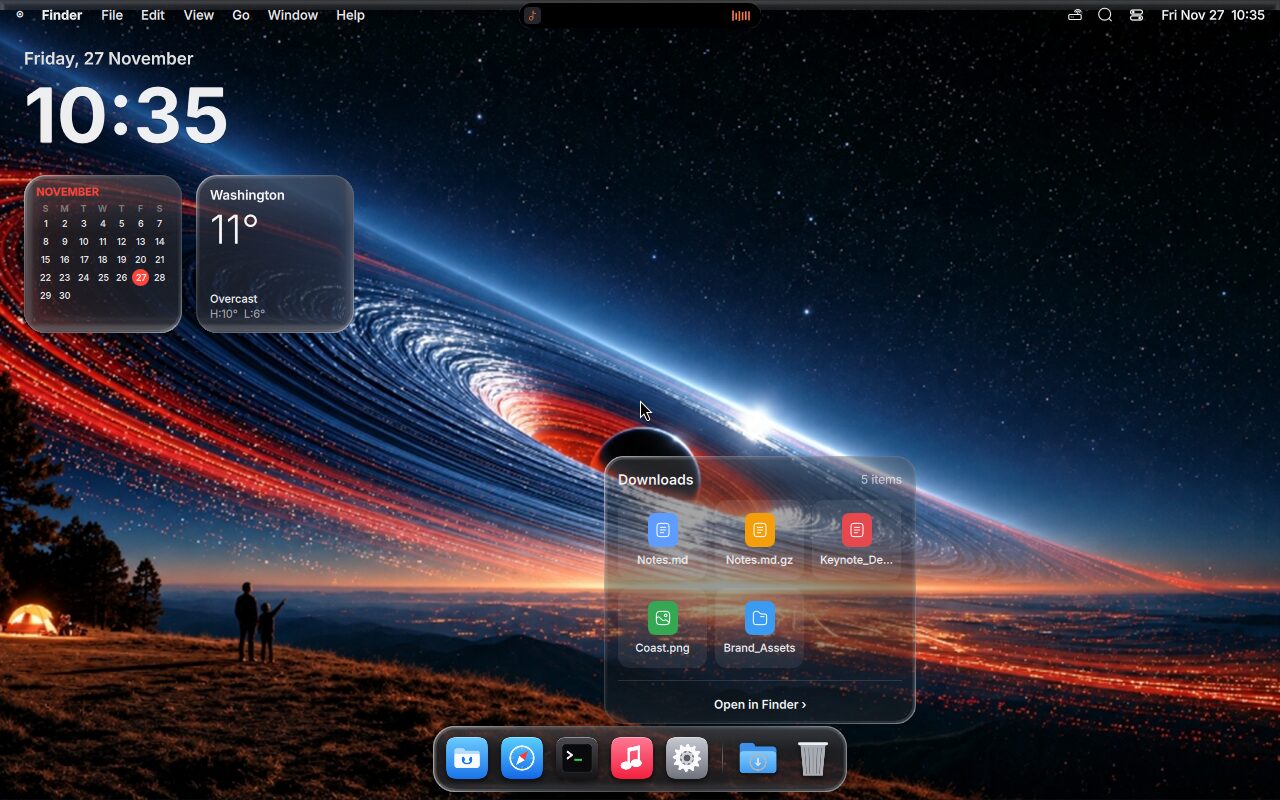 Finder File Edit View Go Window Help
Fri Nov 27 10:35
Friday, 27 November
10:35
NOVEMBER
S M T W T F S
1 2 3 4 5 6 7
8 9 10 11 12 13 14
15 16 17 18 19 20 21
22 23 24 25 26 27 28
29 30
Washington
11°
Overcast
H:10° L:6°
Downloads 5 items
Notes.md Notes.md.gz Keynote_De...
Coast.png Brand_Assets
Open in Finder ›